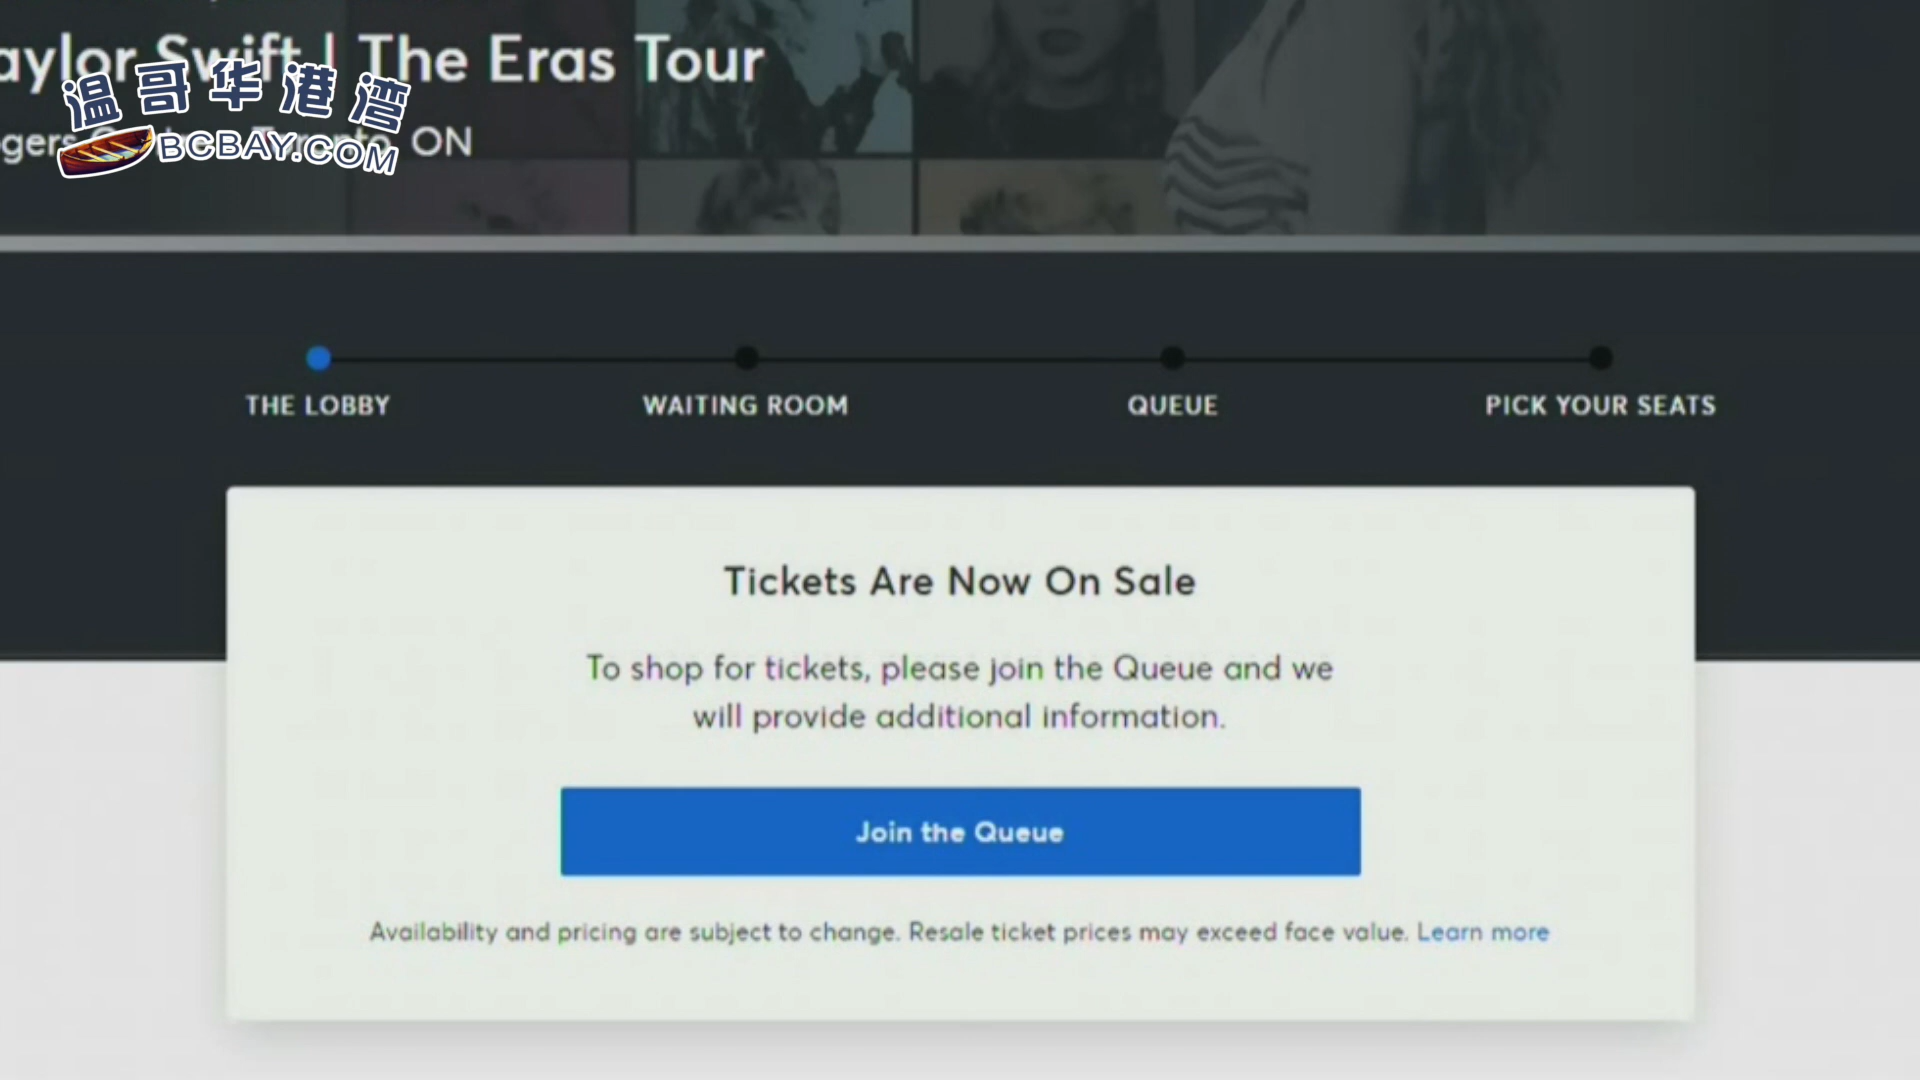 aylor Swift | The Eras Tour
温哥华港湾
BCBAY.COM
ON
THE LOBBY
WAITING ROOM
QUEUE
PICK YOUR SEATS
Tickets Are Now On Sale
To shop for tickets, please join the Queue and we
will provide additional information.
Join the Queue
Availability and pricing are subject to change. Resale ticket prices may exceed face value. Learn more